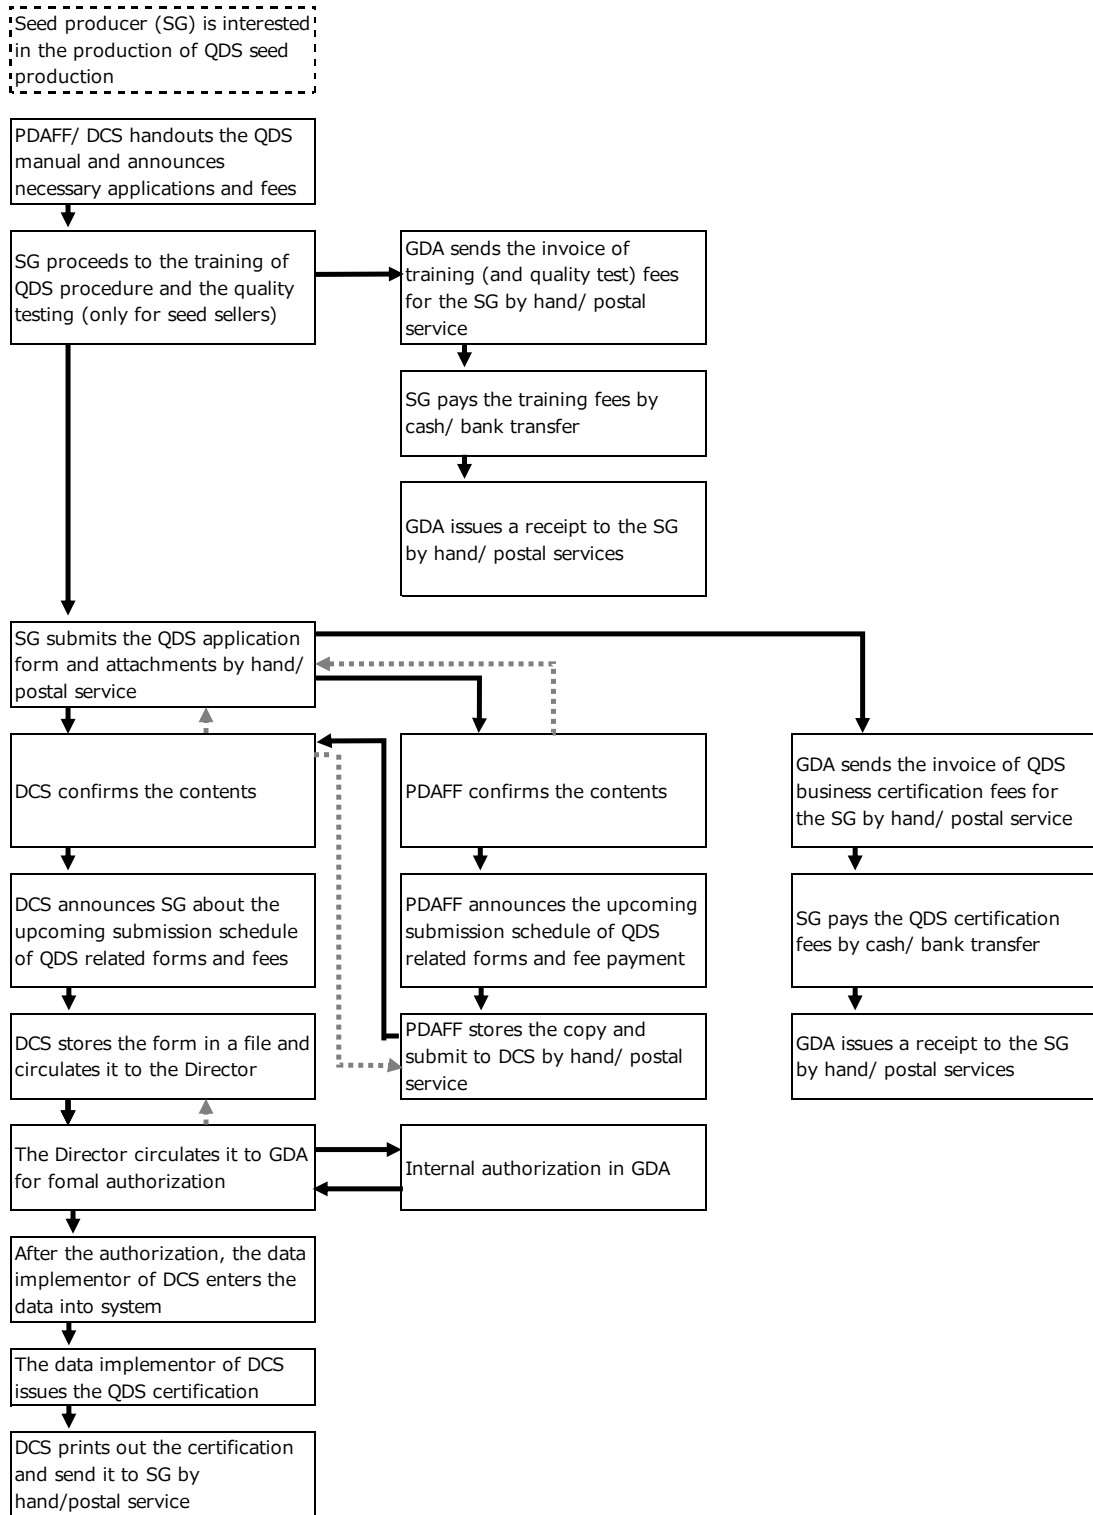 Seed producer (SG) is interested
in the production of QDS seed
production
PDAFF/ DCS handouts the QDS
manual and announces
necessary applications and fees
SG proceeds to the training of
QDS procedure and the quality
testing (only for seed sellers)
GDA sends the invoice of
training (and quality test) fees
for the SG by hand/ postal
service
SG pays the training fees by
cash/ bank transfer
GDA issues a receipt to the SG
by hand/ postal services
SG submits the QDS application
form and attachments by hand/
postal service
DCS confirms the contents
PDAFF confirms the contents
GDA sends the invoice of QDS
business certification fees for
the SG by hand/ postal service
DCS announces SG about the
upcoming submission schedule
of QDS related forms and fees
PDAFF announces the upcoming
submission schedule of QDS
related forms and fee payment
SG pays the QDS certification
fees by cash/ bank transfer
DCS stores the form in a file and
circulates it to the Director
PDAFF stores the copy and
submit to DCS by hand/ postal
service
GDA issues a receipt to the SG
by hand/ postal services
The Director circulates it to GDA
for fomal authorization
Internal authorization in GDA
After the authorization, the data
implementor of DCS enters the
data into system
The data implementor of DCS
issues the QDS certification
DCS prints out the certification
and send it to SG by
hand/postal service